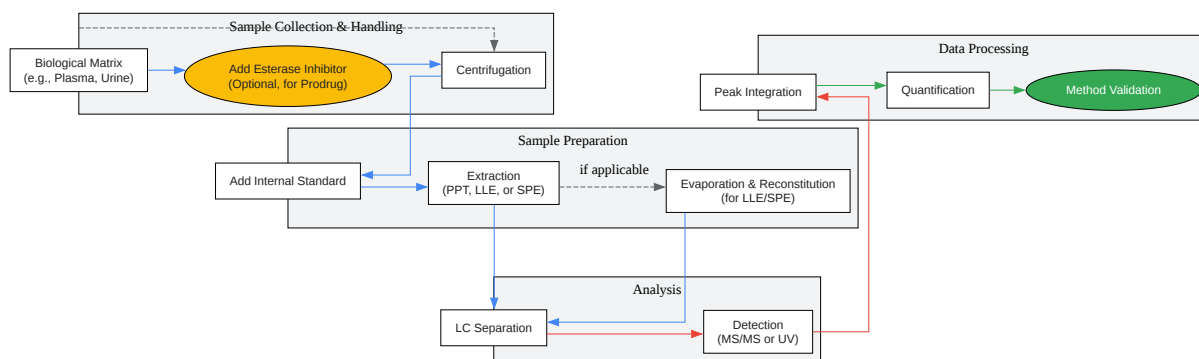 Sample Collection & Handling
Biological Matrix
(e.g., Plasma, Urine)
Add Esterase Inhibitor
(Optional, for Prodrug)
Centrifugation
Sample Preparation
Add Internal Standard
Extraction
(PPT, LLE, or SPE)
if applicable
Evaporation & Reconstitution
(for LLE/SPE)
Analysis
LC Separation
Detection
(MS/MS or UV)
Data Processing
Peak Integration
Quantification
Method Validation